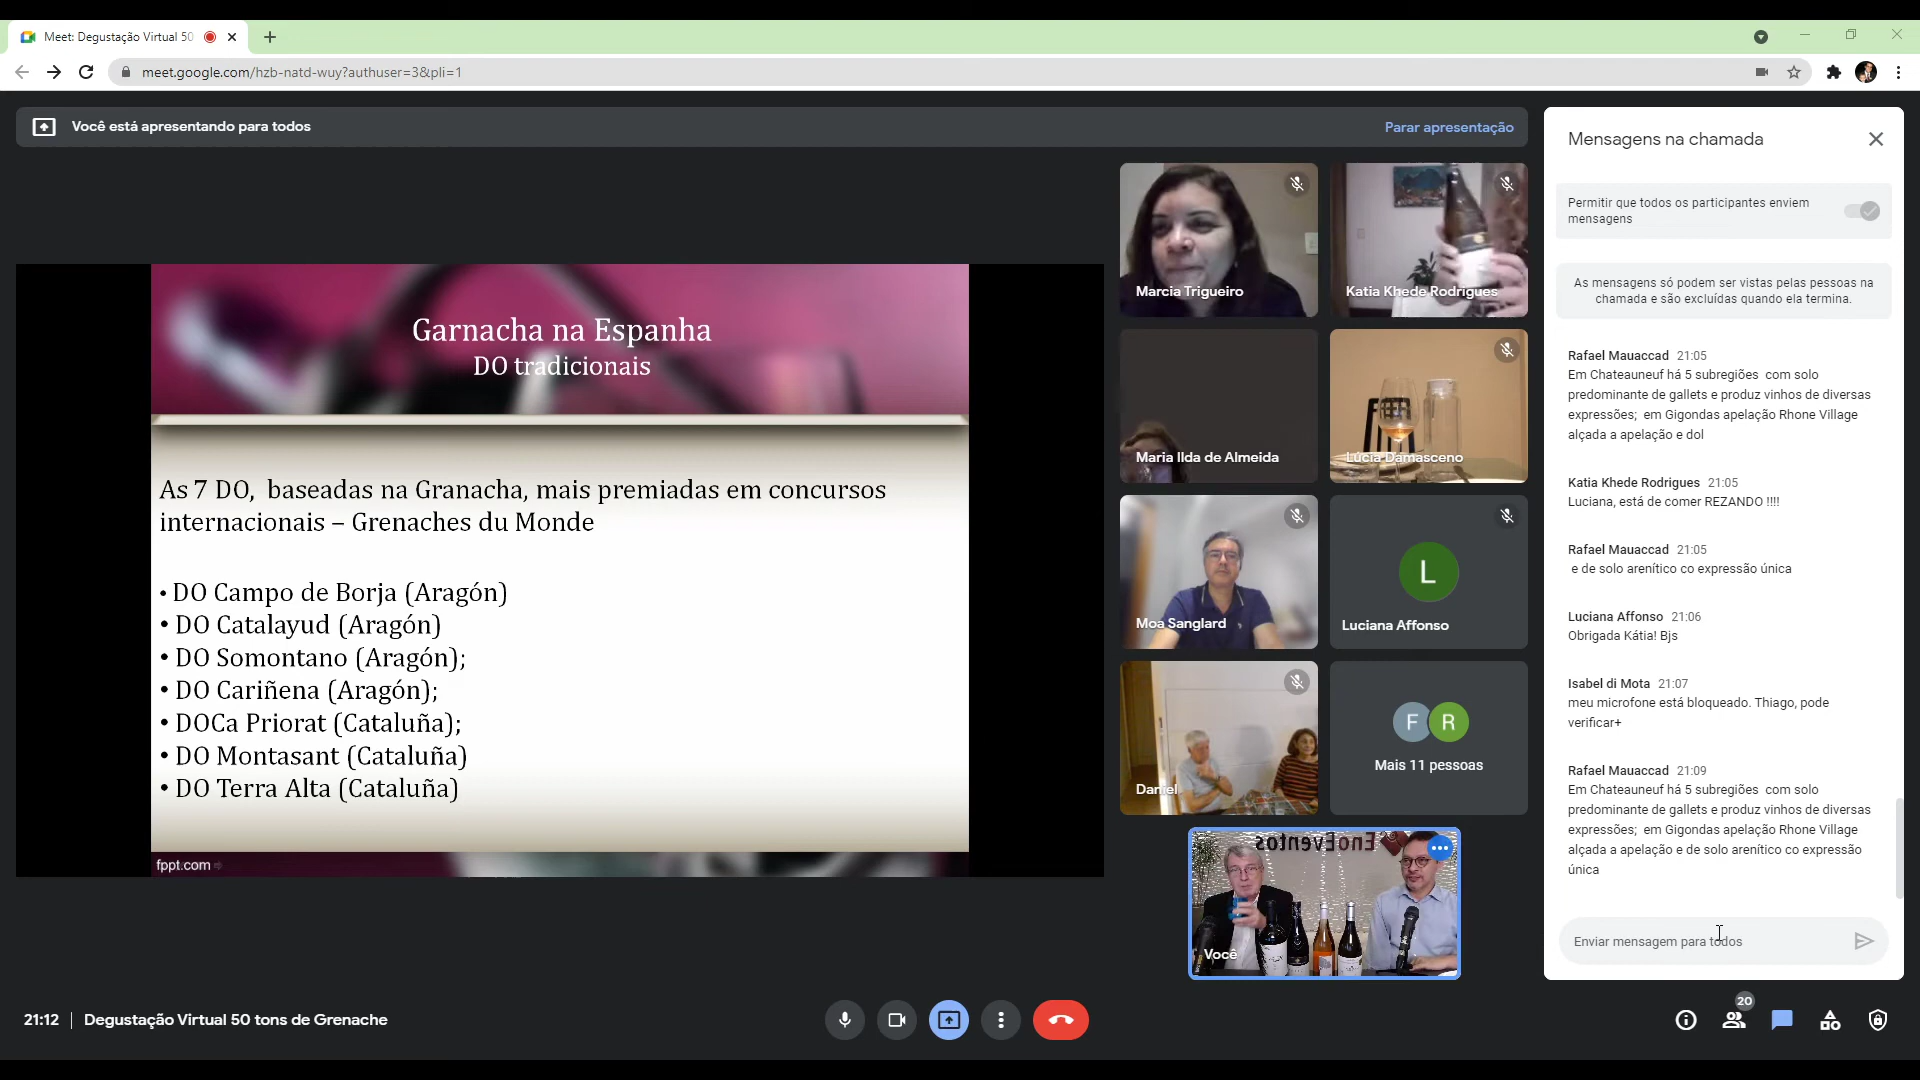 Meet: Degustação Virtual 50
meet.google.com/hzb-natd-wuy?authuser=3&pli=1
Você está apresentando para todos
Parar apresentação
Garnacha na Espanha
DO tradicionais
As 7 DO, baseadas na Granacha, mais premiadas em concursos
internacionais – Grenaches du Monde
• DO Campo de Borja (Aragón)
• DO Catalayud (Aragón)
• DO Somontano (Aragón);
• DO Cariñena (Aragón);
• DOCa Priorat (Cataluña);
• DO Montasant (Cataluña)
• DO Terra Alta (Cataluña)
fppt.com
Marcia Trigueiro
Katia Khede Rodrigues
Maria Ilda de Almeida
Lúcia Damasceno
Moa Sanglard
L
Luciana Affonso
Daniel
F R
Mais 11 pessoas
EnoEventos
Você
Mensagens na chamada
Permitir que todos os participantes enviem
mensagens
As mensagens só podem ser vistas pelas pessoas na
chamada e são excluídas quando ela termina.
Rafael Mauaccad 21:05
Em Chateauneuf há 5 subregiões com solo
predominante de gallets e produz vinhos de diversas
expressões; em Gigondas apelação Rhone Village
alçada a apelação e dol
Katia Khede Rodrigues 21:05
Luciana, está de comer REZANDO !!!!
Rafael Mauaccad 21:05
e de solo arenítico co expressão única
Luciana Affonso 21:06
Obrigada Kátia! Bjs
Isabel di Mota 21:07
meu microfone está bloqueado. Thiago, pode
verificar+
Rafael Mauaccad 21:09
Em Chateauneuf há 5 subregiões com solo
predominante de gallets e produz vinhos de diversas
expressões; em Gigondas apelação Rhone Village
alçada a apelação e de solo arenítico co expressão
única
Enviar mensagem para todos
21:12 | Degustação Virtual 50 tons de Grenache
20